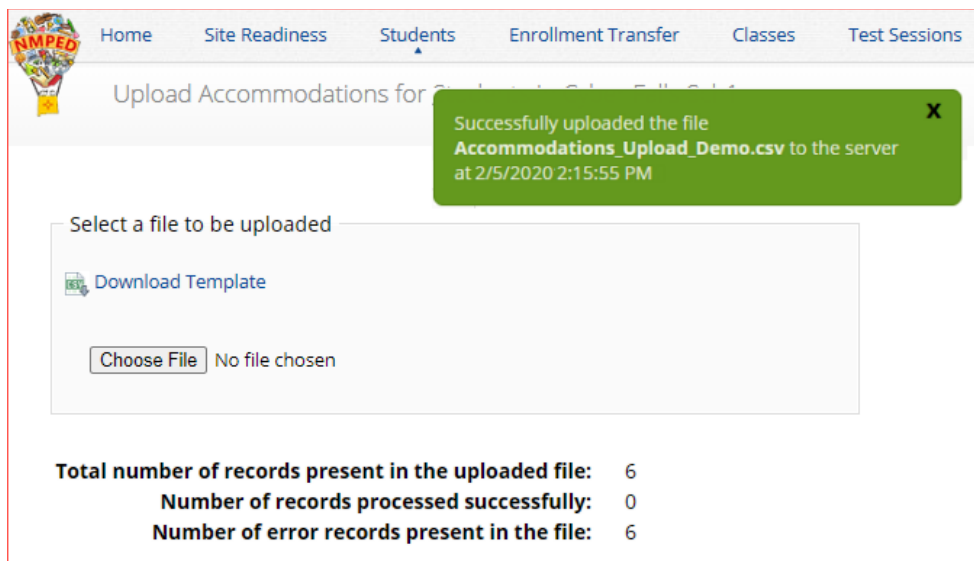 NMPED
Home Site Readiness Students Enrollment Transfer Classes Test Sessions
Upload Accommodations for
Successfully uploaded the file X
Accommodations_Upload_Demo.csv to the server
at 2/5/2020 2:15:55 PM
Select a file to be uploaded
Download Template
Choose File No file chosen
Total number of records present in the uploaded file: 6
Number of records processed successfully: 0
Number of error records present in the file: 6